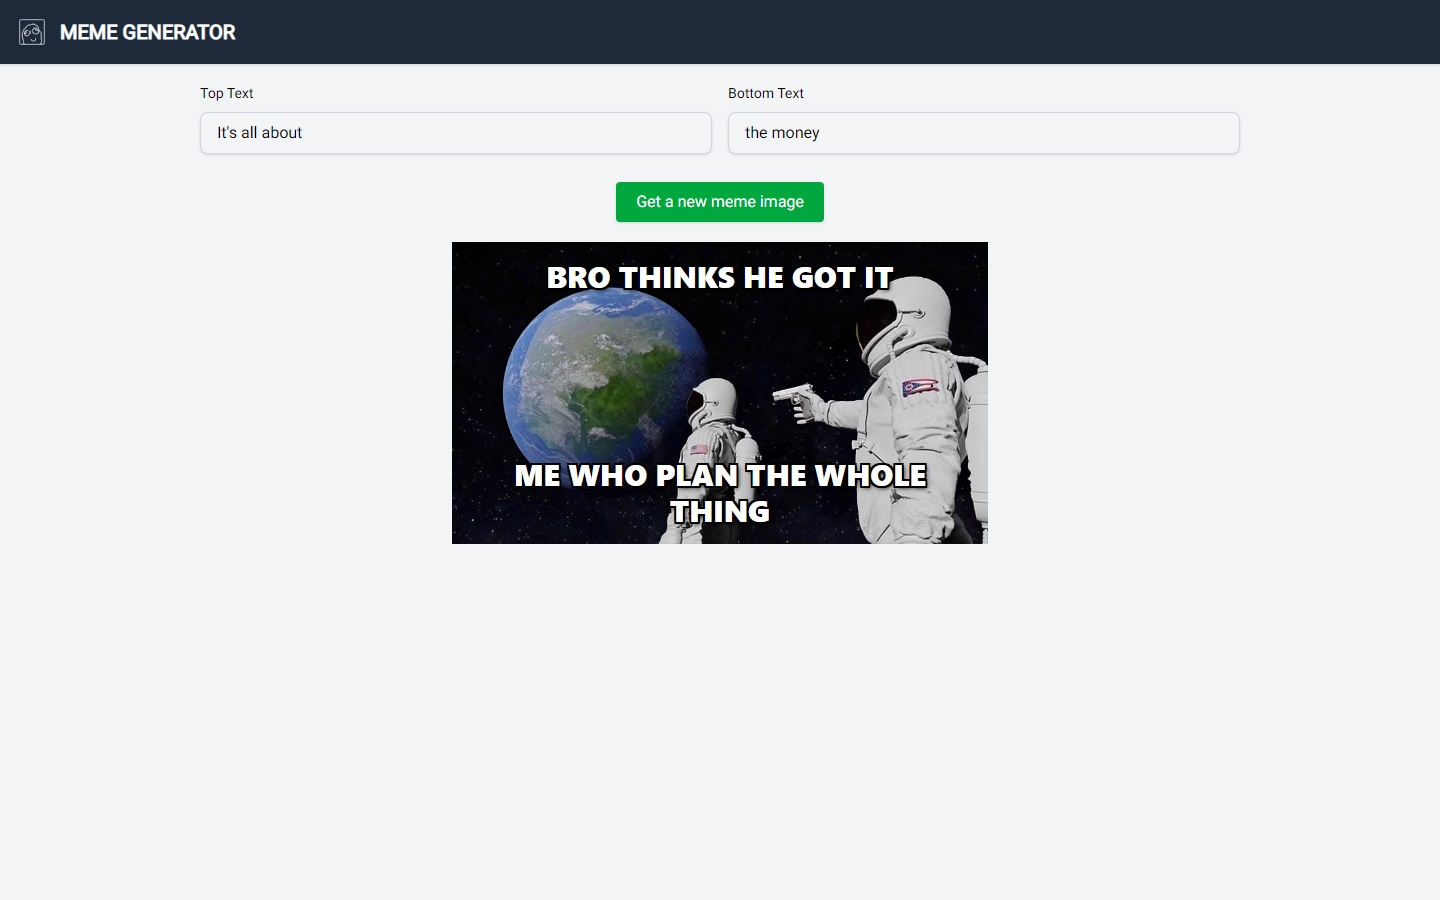 MEME GENERATOR
Top Text
Bottom Text
It's all about
the money
Get a new meme image
BRO THINKS HE GOT IT
ME WHO PLAN THE WHOLE
THING